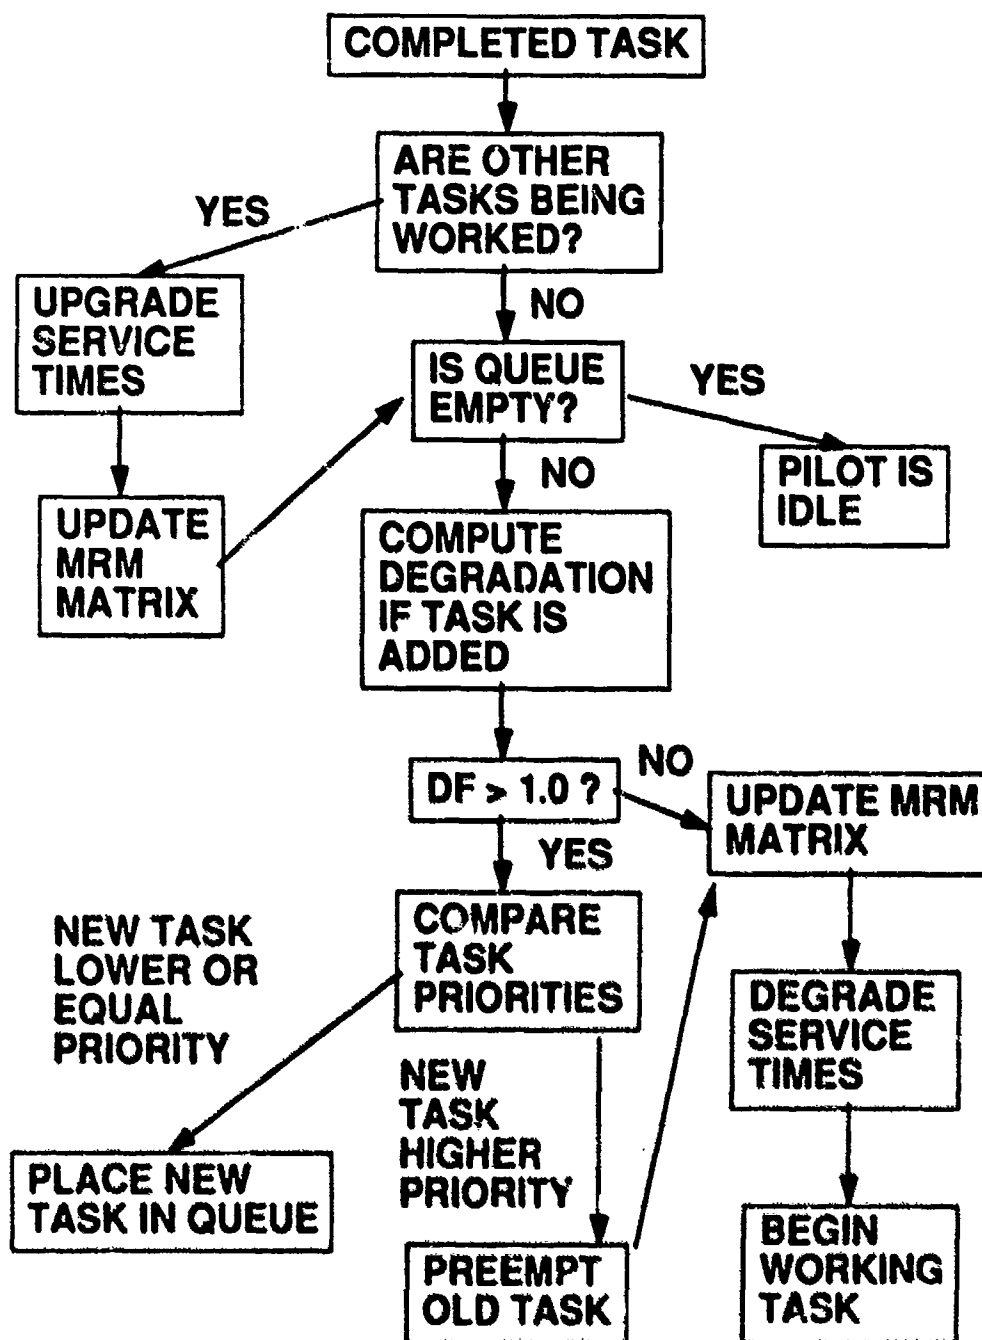 COMPLETED TASK
ARE OTHER
TASKS BEING
WORKED?
YES
UPGRADE
SERVICE
TIMES
NO
IS QUEUE
EMPTY?
YES
PILOT IS
IDLE
UPDATE
MRM
MATRIX
NO
COMPUTE
DEGRADATION
IF TASK IS
ADDED
DF > 1.0 ?
NO
UPDATE MRM
MATRIX
YES
COMPARE
TASK
PRIORITIES
NEW TASK
LOWER OR
EQUAL
PRIORITY
DEGRADE
SERVICE
TIMES
NEW
TASK
HIGHER
PRIORITY
PLACE NEW
TASK IN QUEUE
PREEMPT
OLD TASK
BEGIN
WORKING
TASK